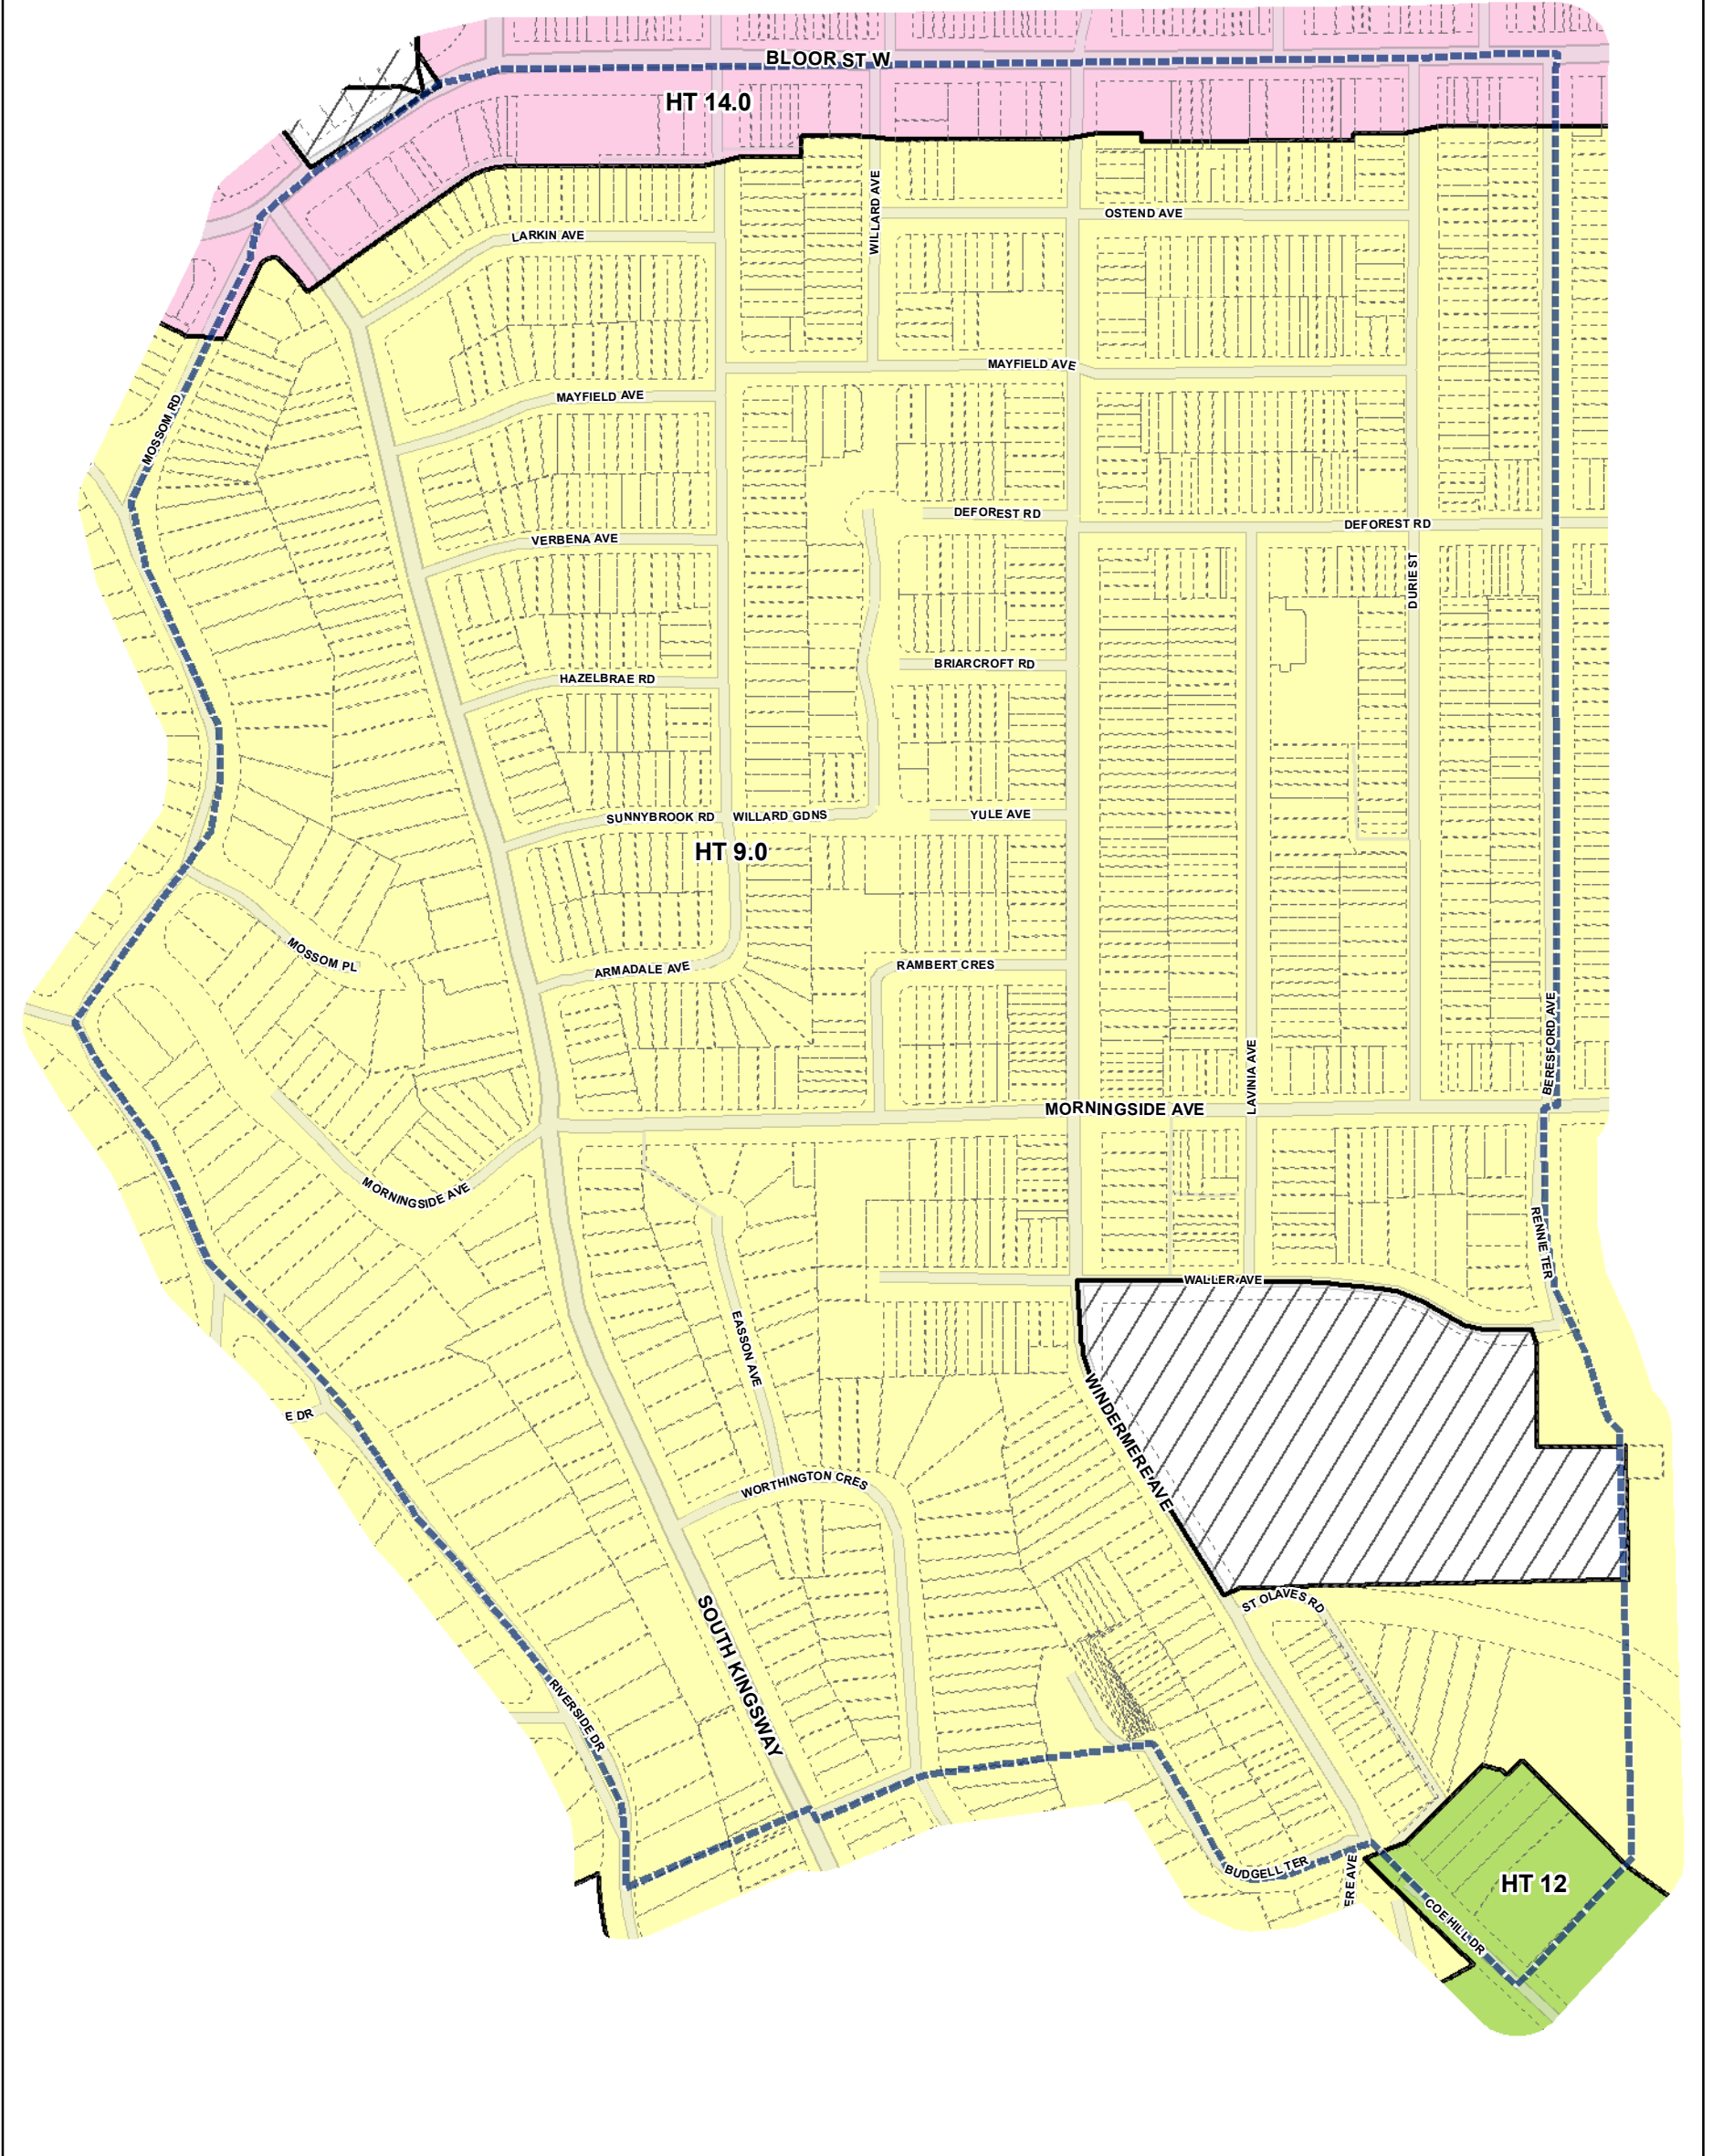 BLOOR ST W
HT 14.0
WILLARD AVE
OSTEND AVE
LARKIN AVE
MAYFIELD AVE
MAYFIELD AVE
MOSSOM RD
DEFOREST RD
DEFOREST RD
VERBENA AVE
DURIE ST
BRIARCROFT RD
HAZELBRAE RD
SUNNYBROOK RD
WILLARD GDNS
YULE AVE
HT 9.0
MOSSOM PL
ARMADALE AVE
RAMBERT CRES
BERESFORD AVE
LAVINIA AVE
MORNINGSIDE AVE
MORNINGSIDE AVE
RENNIE TER
WALLER AVE
EASSON AVE
E DR
WINDERMERE AVE
WORTHINGTON CRES
ST OLAVES RD
SOUTH KINGSWAY
RIVERSIDE DR
BUDGELL TER
ERE AVE
HT 12
COE HILL DR